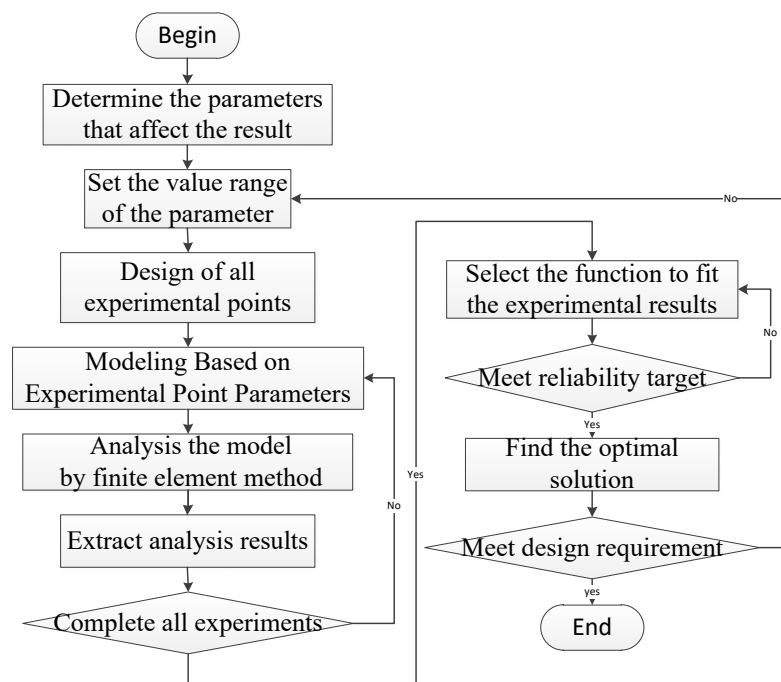 Begin
Determine the parameters
that affect the result
Set the value range
of the parameter
Design of all
experimental points
Modeling Based on
Experimental Point Parameters
Analysis the model
by finite element method
Extract analysis results
Complete all experiments
No
Yes
Select the function to fit
the experimental results
No
Meet reliability target
Yes
Find the optimal
solution
Meet design requirement
No
yes
End